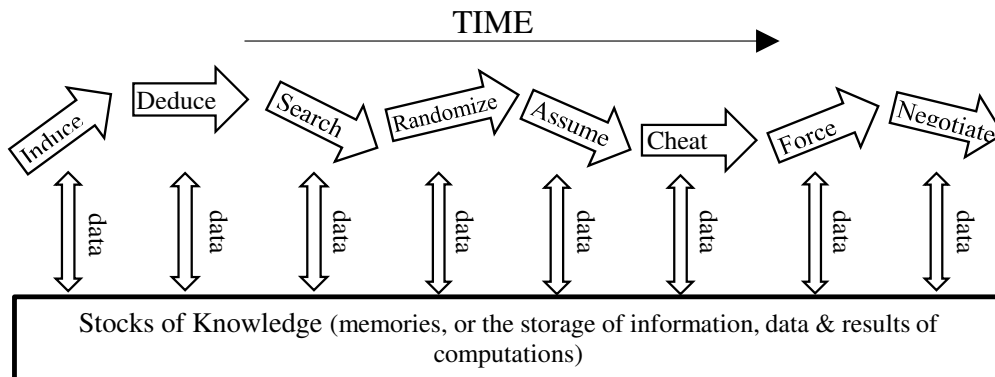 TIME
Induce
Deduce
Search
Randomize
Assume
Cheat
Force
Negotiate
data
data
data
data
data
data
data
data
Stocks of Knowledge (memories, or the storage of information, data & results of
computations)